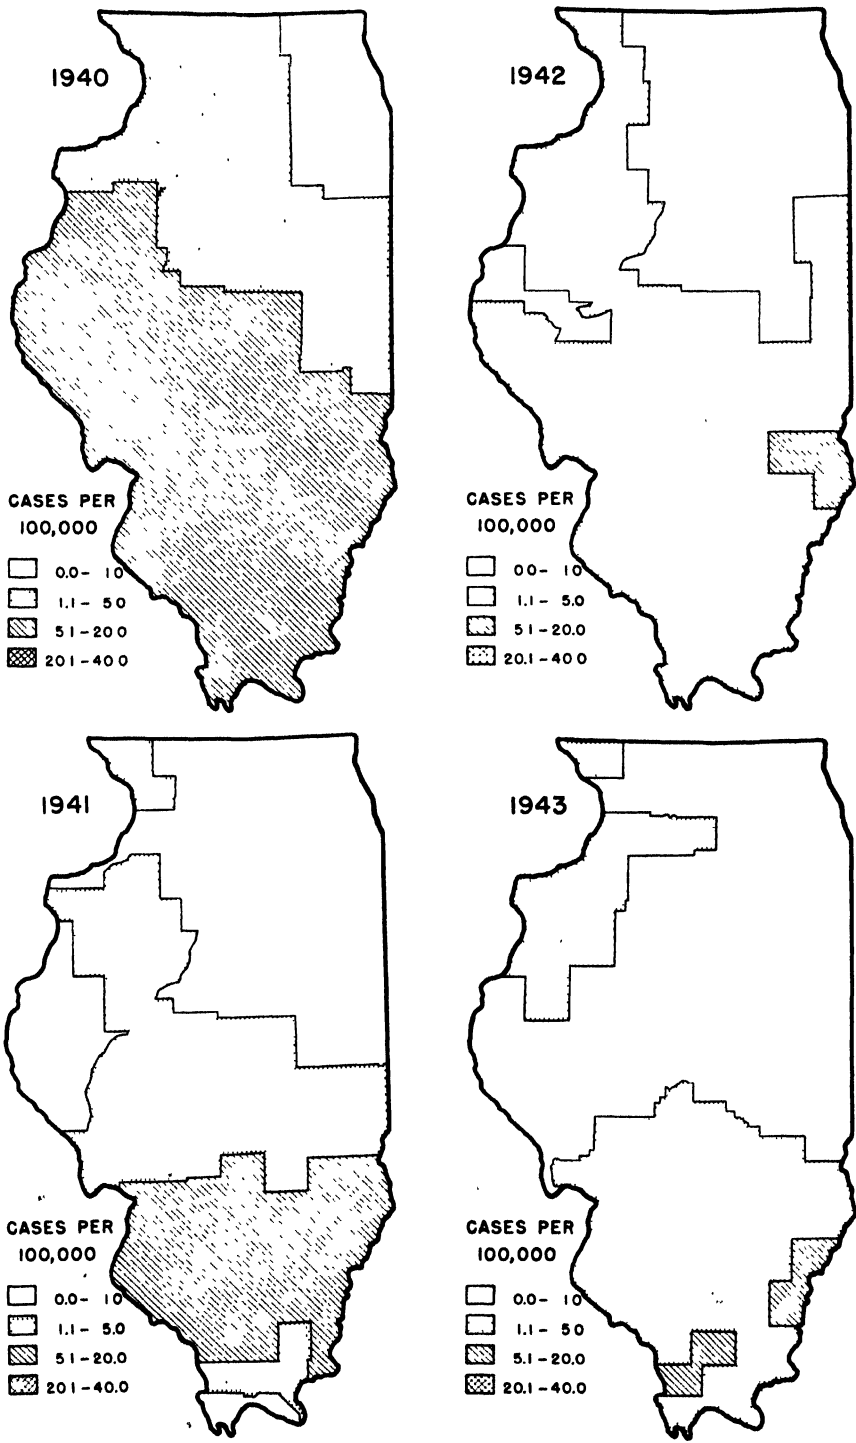 1940
CASES PER
100,000
0.0 - 10
1.1 - 50
51 - 200
201 - 400
1942
CASES PER
100,000
00 - 10
1.1 - 5.0
51 - 20.0
20.1 - 400
1941
CASES PER
100,000
0.0 - 10
1.1 - 5.0
51 - 20.0
201 - 40.0
1943
CASES PER
100,000
0.0 - 10
1.1 - 50
5.1 - 20.0
20.1 - 40.0